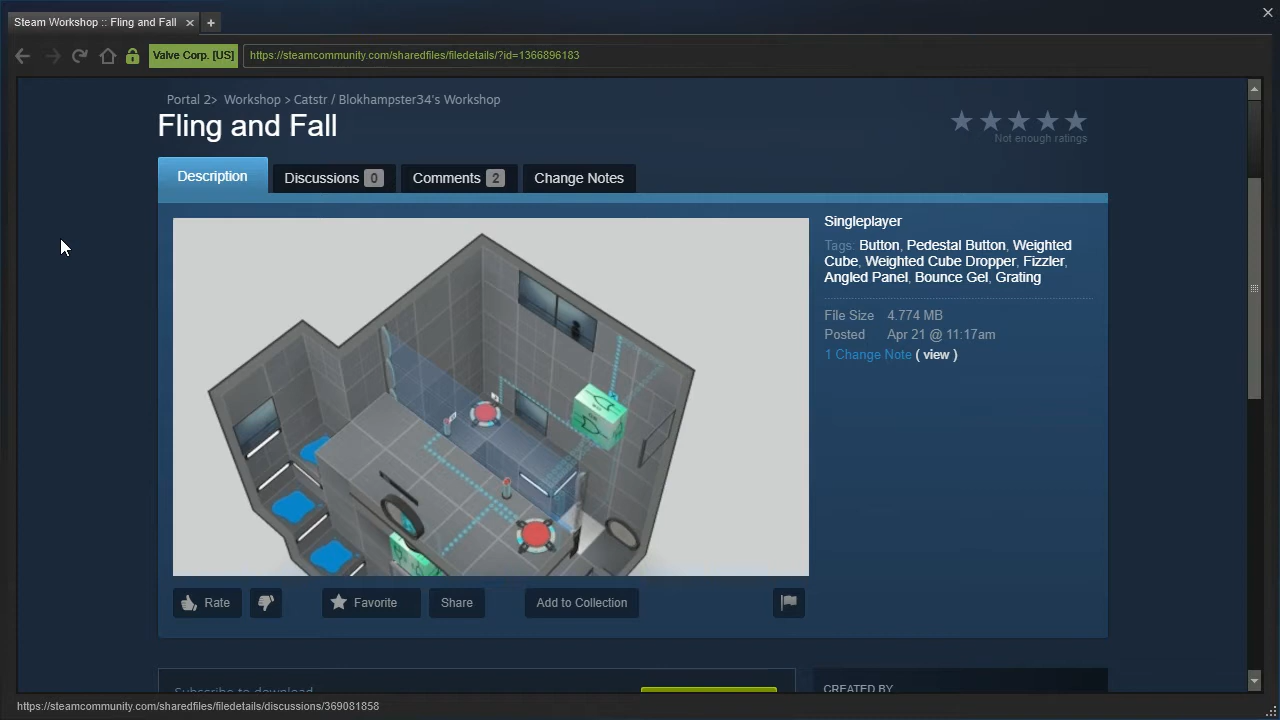 Steam Workshop :: Fling and Fall
Valve Corp. [US] https://steamcommunity.com/sharedfiles/filedetails/?id=1366896183
Portal 2> Workshop > Catstr / Blokhampster34's Workshop
Fling and Fall
Not enough ratings
Description Discussions 0 Comments 2 Change Notes
Singleplayer
Tags: Button, Pedestal Button, Weighted
Cube, Weighted Cube Dropper, Fizzler,
Angled Panel, Bounce Gel, Grating
File Size 4.774 MB
Posted Apr 21 @ 11:17am
1 Change Note ( view )
Rate Favorite Share Add to Collection
Subscribe to download
CREATED BY
https://steamcommunity.com/sharedfiles/filedetails/discussions/369081858